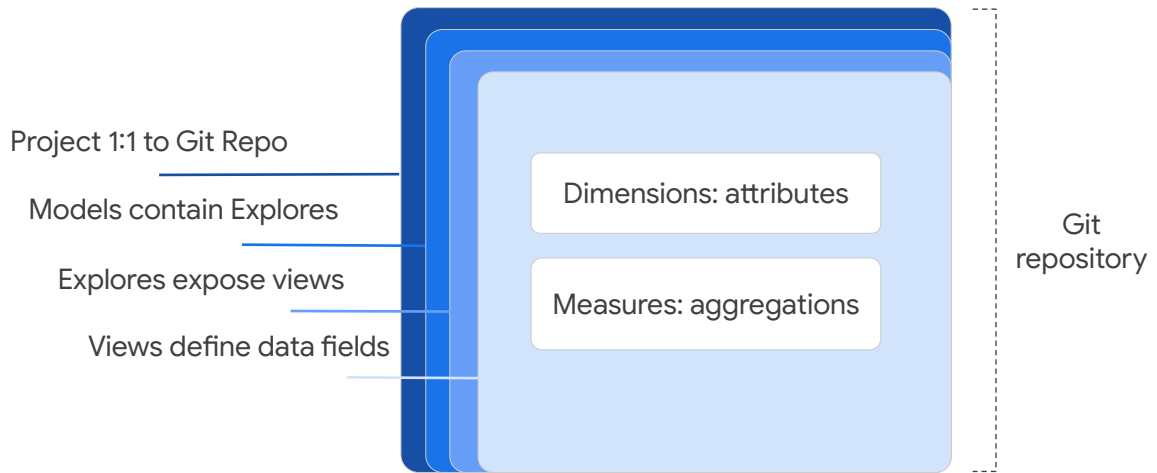 Project 1:1 to Git Repo
Models contain Explores
Explores expose views
Views define data fields
Dimensions: attributes
Measures: aggregations
Git
repository